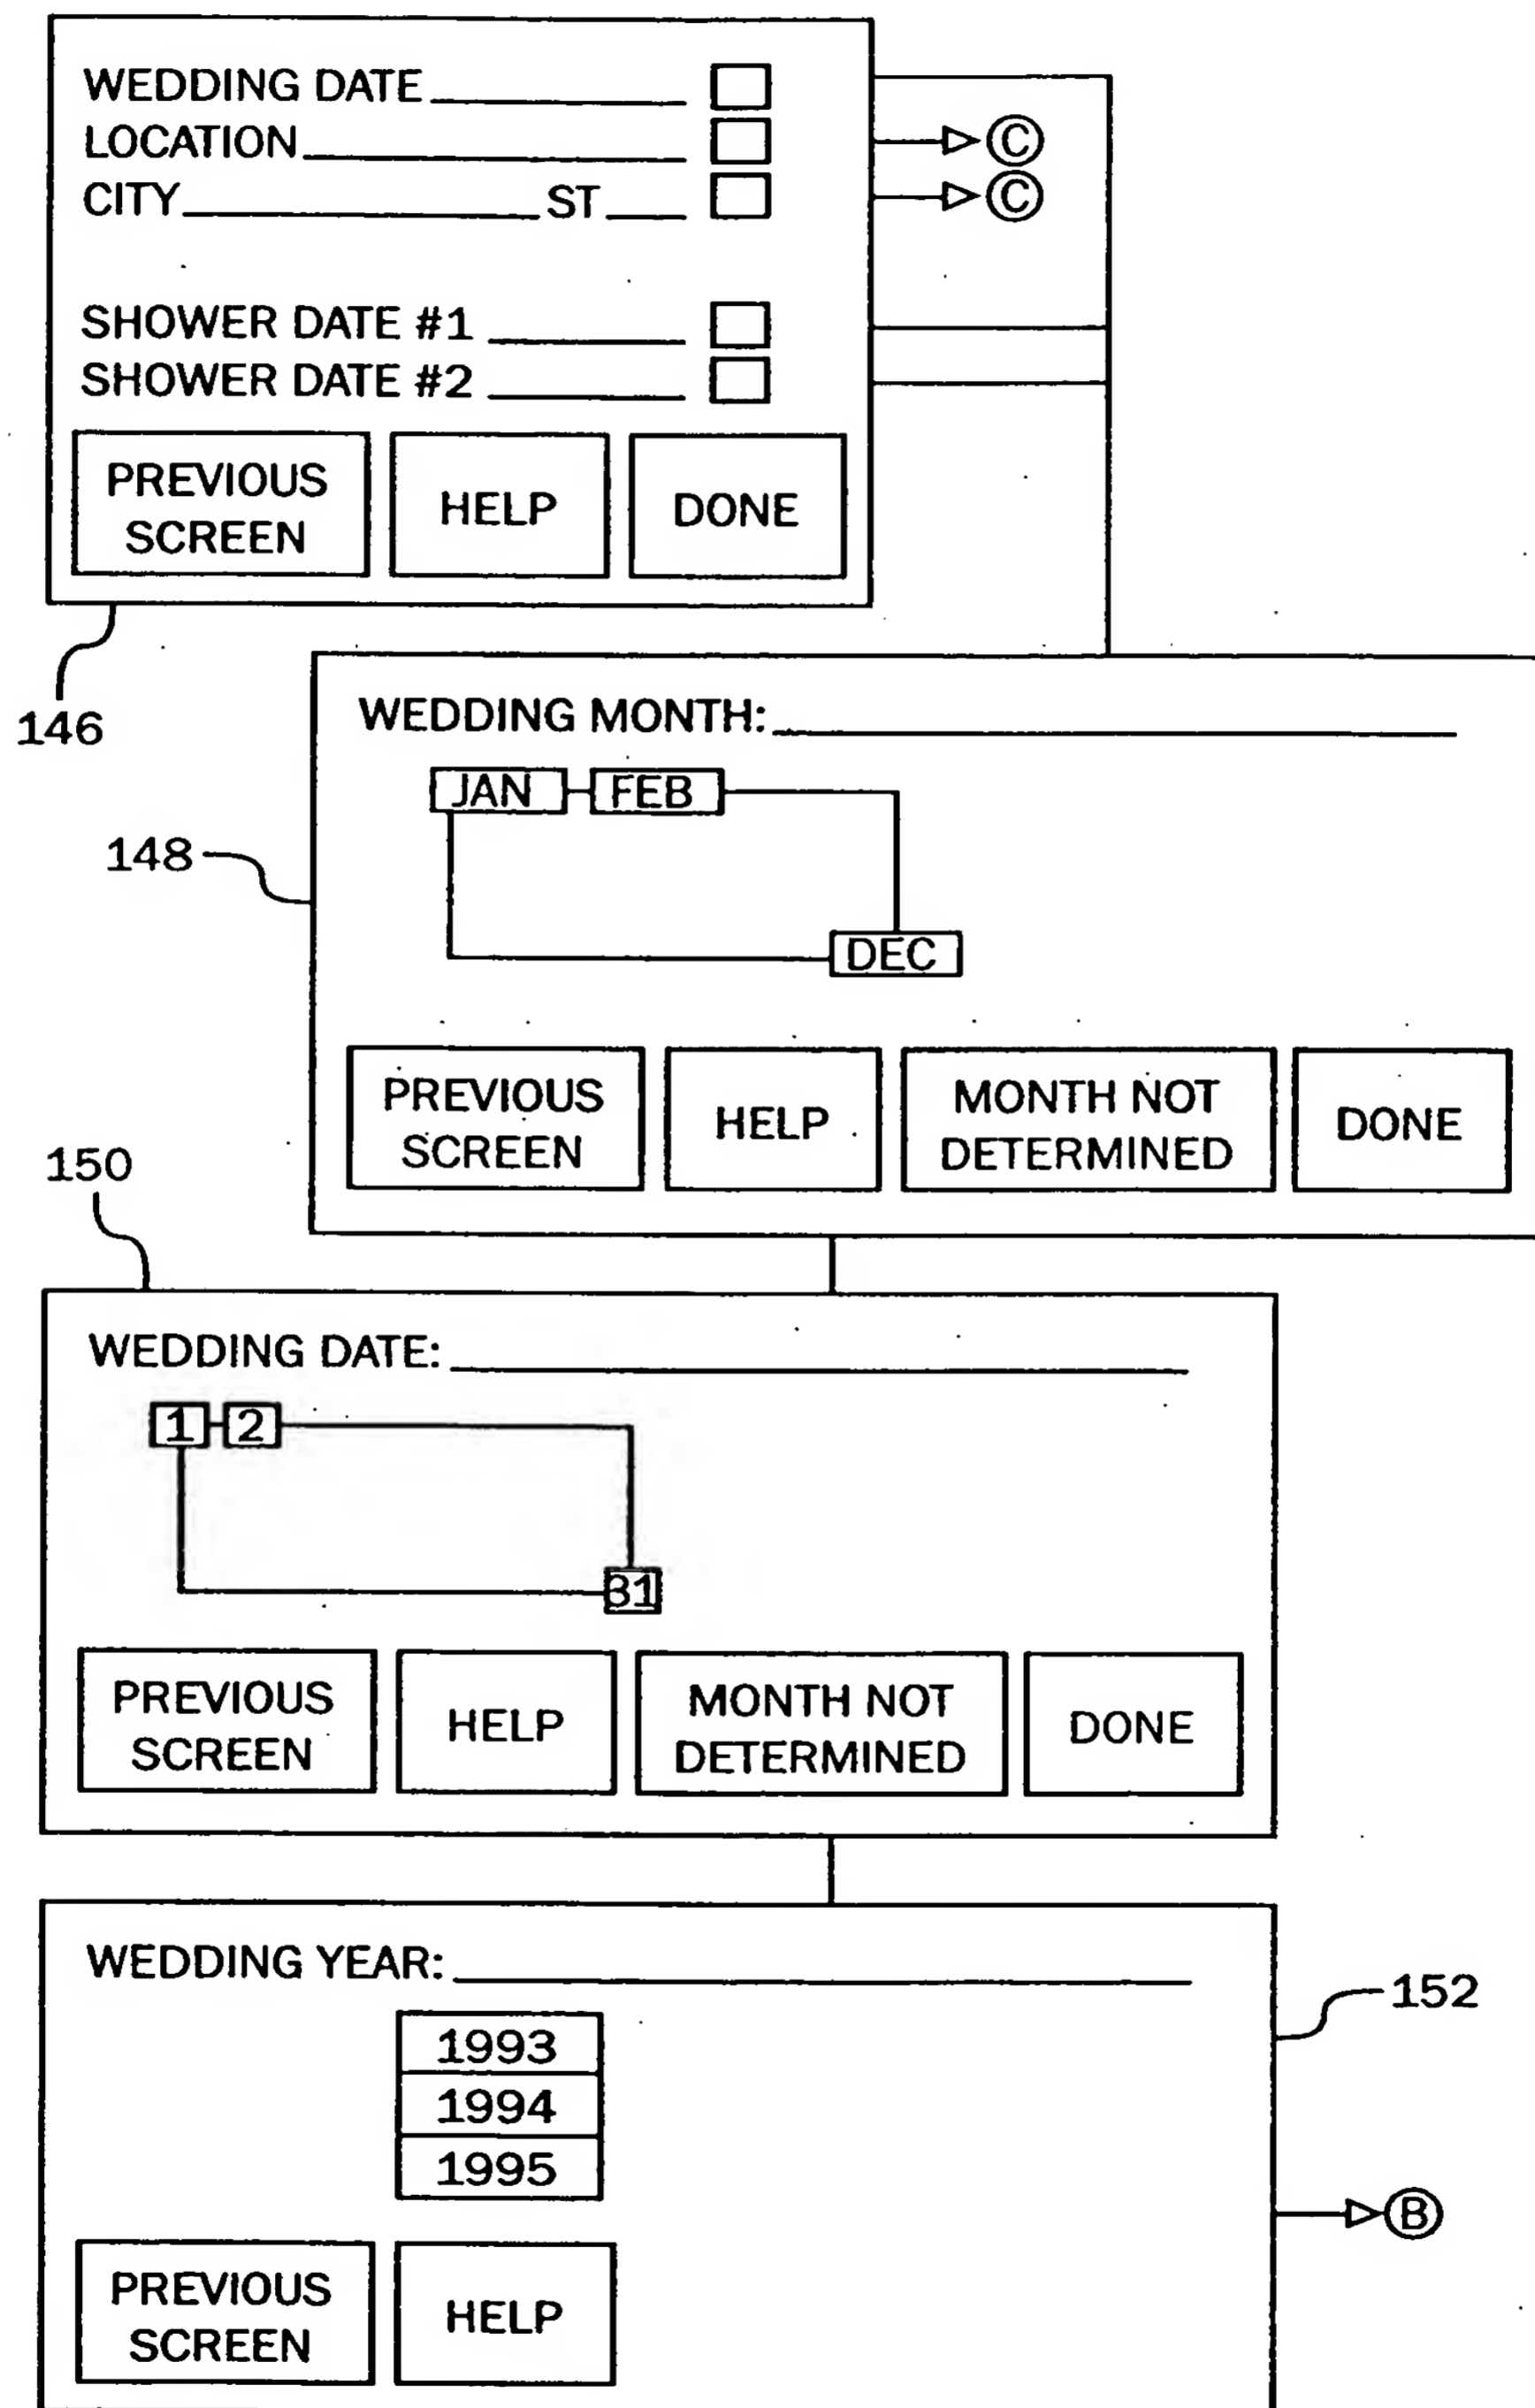 WEDDING DATE
LOCATION
C
CITY ST
C
SHOWER DATE #1
SHOWER DATE #2
PREVIOUS
SCREEN
HELP
DONE
146
WEDDING MONTH:
JAN FEB
148
DEC
PREVIOUS
SCREEN
HELP
MONTH NOT
DETERMINED
DONE
150
WEDDING DATE:
1 2
31
PREVIOUS
SCREEN
HELP
MONTH NOT
DETERMINED
DONE
WEDDING YEAR:
152
1993
1994
1995
B
PREVIOUS
SCREEN
HELP